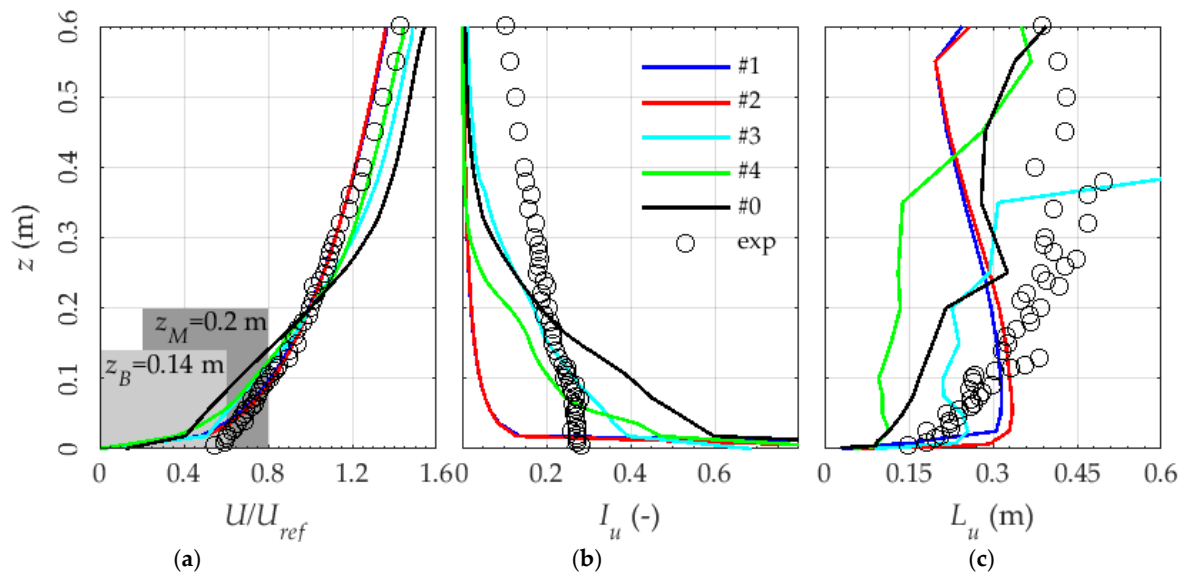 0.6
0.5
0.4
0.3
0.2
0.1
0
z (m)
z_M=0.2 m
z_B=0.14 m
0 0.4 0.8 1.2 1.6
U/U_ref
(a)
#1
#2
#3
#4
#0
exp
0.2 0.4 0.6
I_u (-)
(b)
0 0.15 0.3 0.45 0.6
L_u (m)
(c)